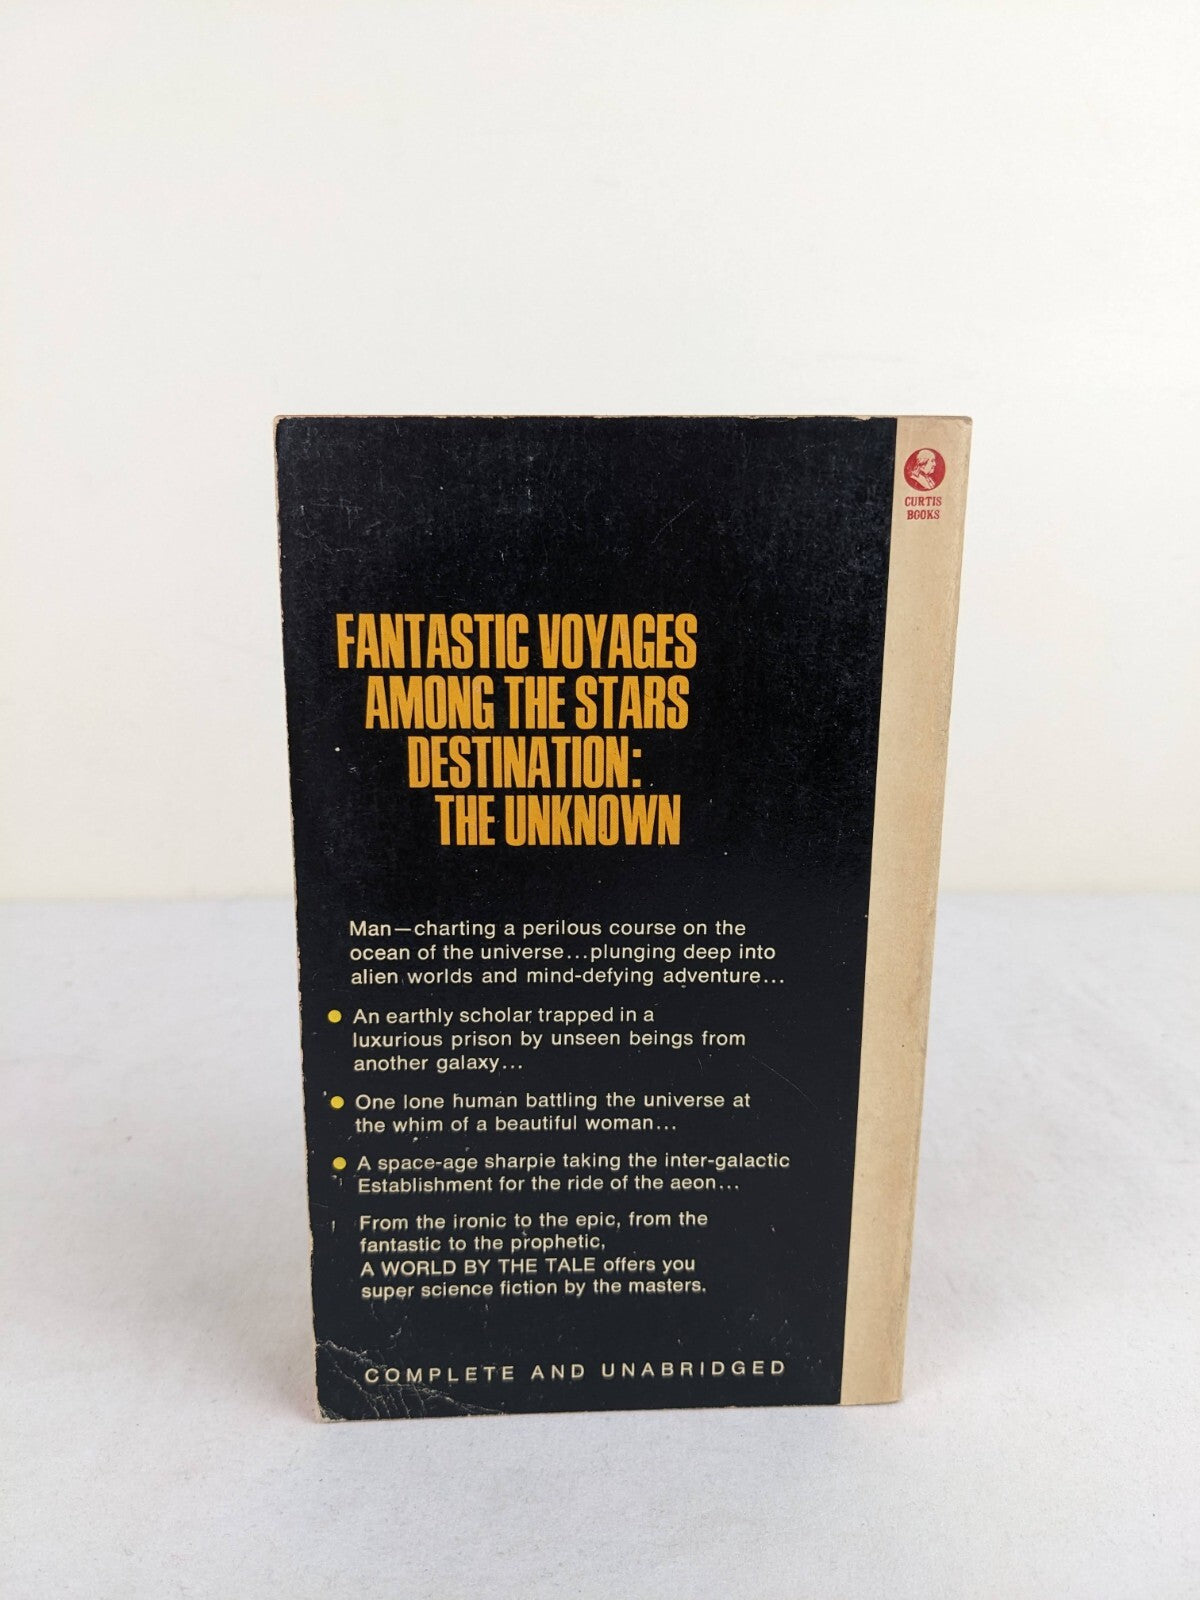 CURTIS
BOOKS
FANTASTIC VOYAGES
AMONG THE STARS
DESTINATION:
THE UNKNOWN
Man—charting a perilous course on the
ocean of the universe...plunging deep into
alien worlds and mind-defying adventure...
● An earthly scholar trapped in a
luxurious prison by unseen beings from
another galaxy...
● One lone human battling the universe at
the whim of a beautiful woman...
● A space-age sharpie taking the inter-galactic
Establishment for the ride of the aeon...
From the ironic to the epic, from the
fantastic to the prophetic,
A WORLD BY THE TALE offers you
super science fiction by the masters.
COMPLETE AND UNABRIDGED